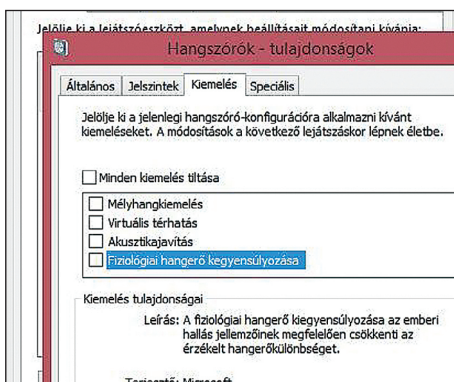 Jelölje ki a lejátszóeszközt, amelynek beállításait módosítani kívánja:
Hangszórók - tulajdonságok
Általános Jelszintek Kiemelés Speciális
Jelölje ki a jelenlegi hangszóró-konfigurációra alkalmazni kívánt
kiemeléseket. A módosítások a következő lejátszáskor lépnek életbe.
Minden kiemelés tiltása
Mélyhangkiemelés
Virtuális térhatás
Akusztikajavítás
Fiziológiai hangerő kegyensúlyozása
Kiemelés tulajdonságai
Leírás: A fiziológiai hangerő kiegyensúlyozása az emberi
hallás jellemzőinek megfelelően csökkenti az
érzékelt hangerőkülönbséget.
Terjesztő: Microsoft